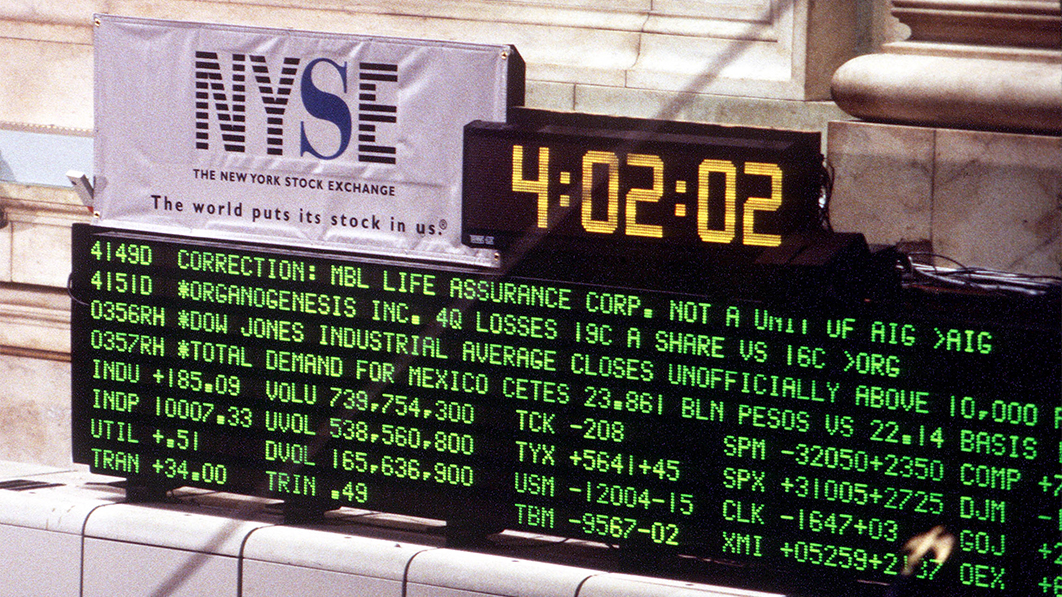 NYSE
THE NEW YORK STOCK EXCHANGE
The world puts its stock in us.®
4:02:02
4149D CORRECTION: MBL LIFE ASSURANCE CORP. NOT A UNIT OF AIG >AIG
4151D *ORGANOGENESIS INC. 4Q LOSSES 19C A SHARE VS 16C >ORG
0356RH *DOW JONES INDUSTRIAL AVERAGE CLOSES UNOFFICIALLY ABOVE 10,000
0357RH *TOTAL DEMAND FOR MEXICO CETES 23.861 BLN PESOS VS 22.14 BASIS
INDU +185.09 VOLU 739,754,300 TCK -208 SPM -32050+2350 COMP +7
INDP 10007.33 UVOL 538,560,800 TYX +5641+45 SPX +31005+2725 DJM -
UTIL +.51 DVOL 165,636,900 USM -12004-15 CLK -1647+03 GOJ +2
TRAN +34.00 TRIN .49 TBM -9567-02 XMI +05259+2137 OEX +6